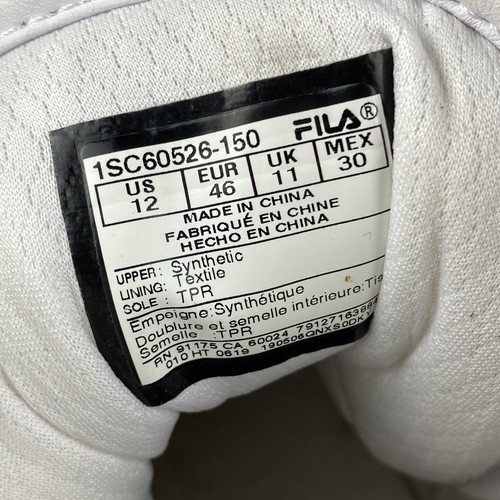 1SC60526-150 FILA®
US EUR UK MEX
12 46 11 30
MADE IN CHINA
FABRIQUÉ EN CHINE
HECHO EN CHINA
UPPER: Synthetic
LINING: Textile
SOLE: TPR
Empeigne:Synthétique
Doublure et semelle intérieure:Tis
Semelle :TPR
RN 91175 CA 60024
010 HT 0619